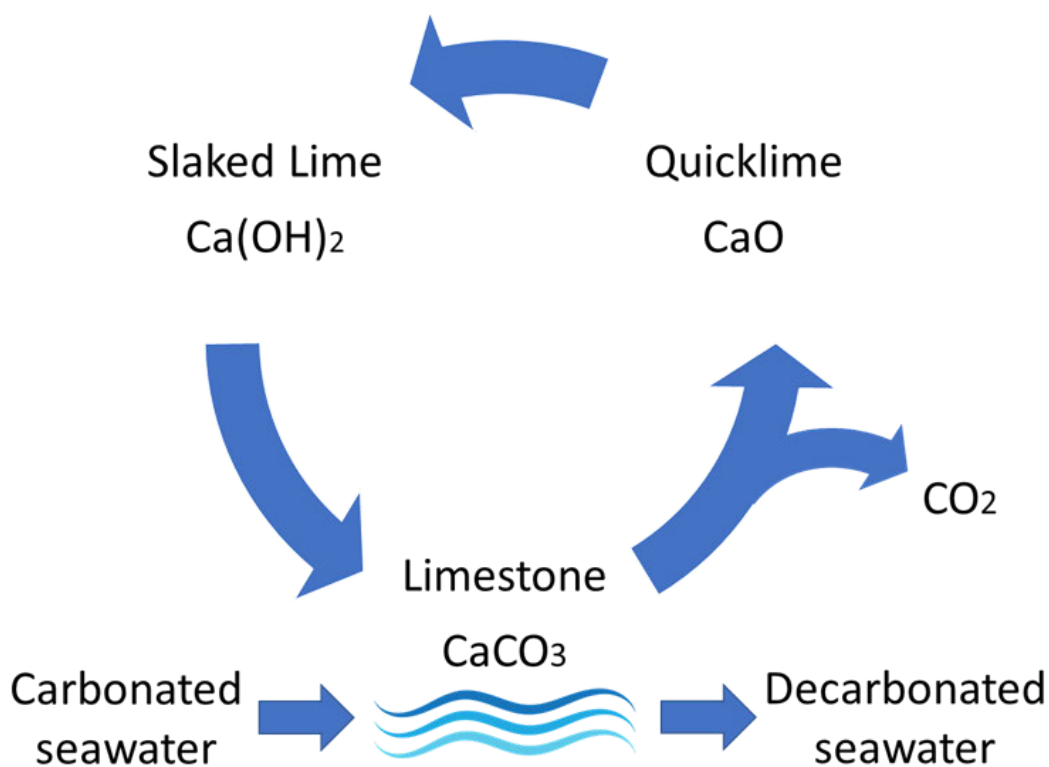 Slaked Lime
Ca(OH)2
Quicklime
CaO
CO2
Limestone
CaCO3
Carbonated
seawater
Decarbonated
seawater